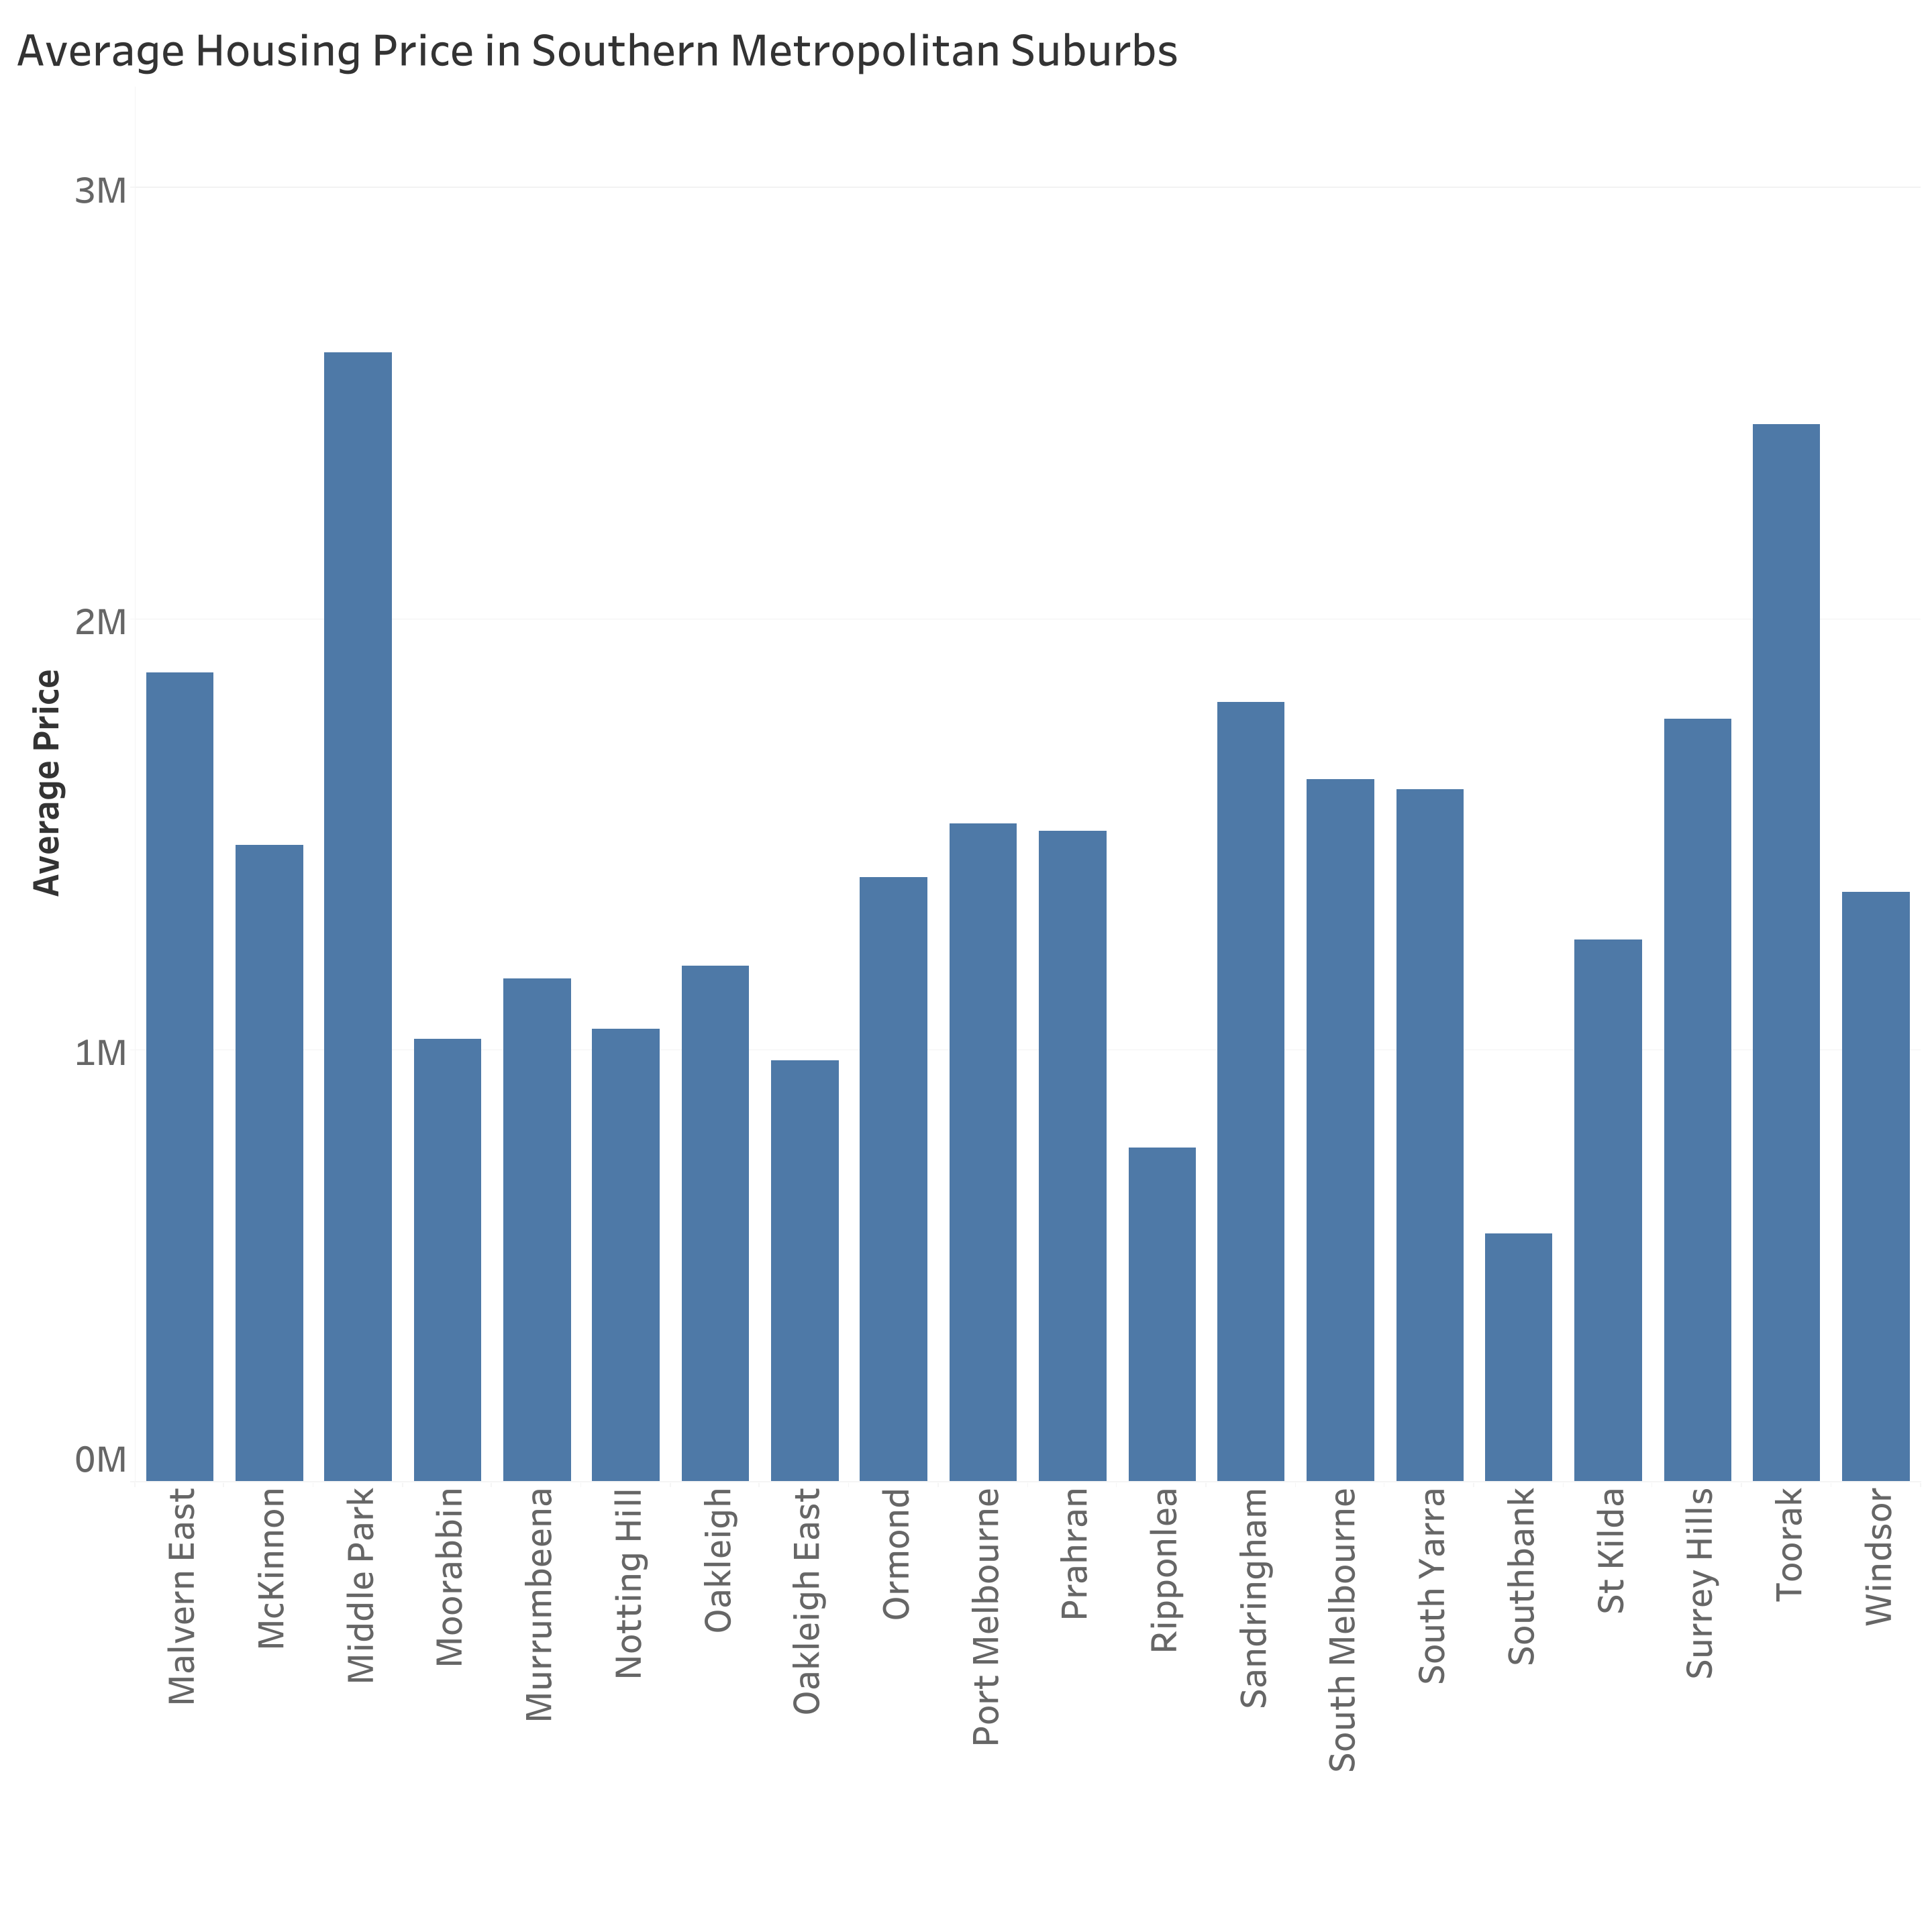 Average Housing Price in Southern Metropolitan Suburbs
3M
2M
1M
0M
Average Price
Malvern East
McKinnon
Middle Park
Moorabbin
Murrumbeena
Notting Hill
Oakleigh
Oakleigh East
Ormond
Port Melbourne
Prahran
Ripponlea
Sandringham
South Melbourne
South Yarra
Southbank
St Kilda
Surrey Hills
Toorak
Windsor